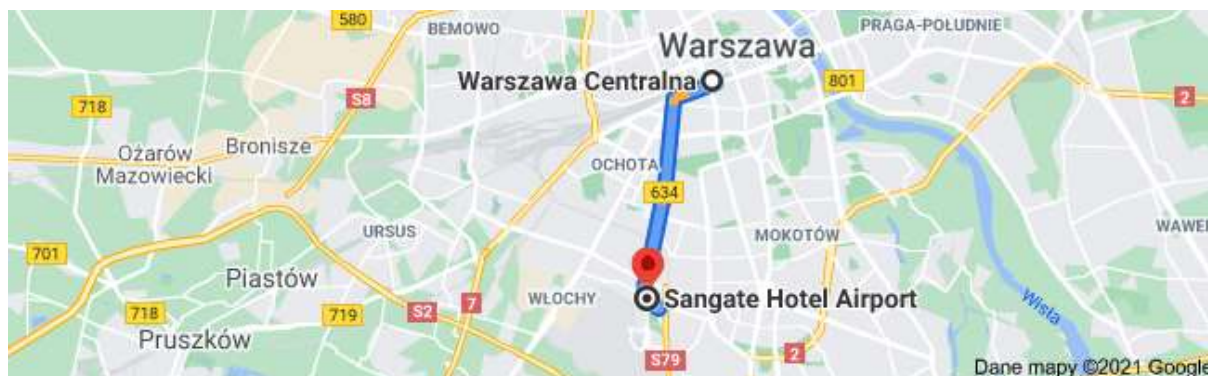 580
BEMOWO
PRAGA-POŁUDNIE
Warszawa
Warszawa Centralna
801
2
718
S8
Ożarów
Mazowiecki
Bronisze
OCHOTA
634
701
URSUS
MOKOTÓW
WAWER
Piastów
WŁOCHY
Sangate Hotel Airport
Wisła
718
719
S2
7
Pruszków
S79
2
Dane mapy ©2021 Google